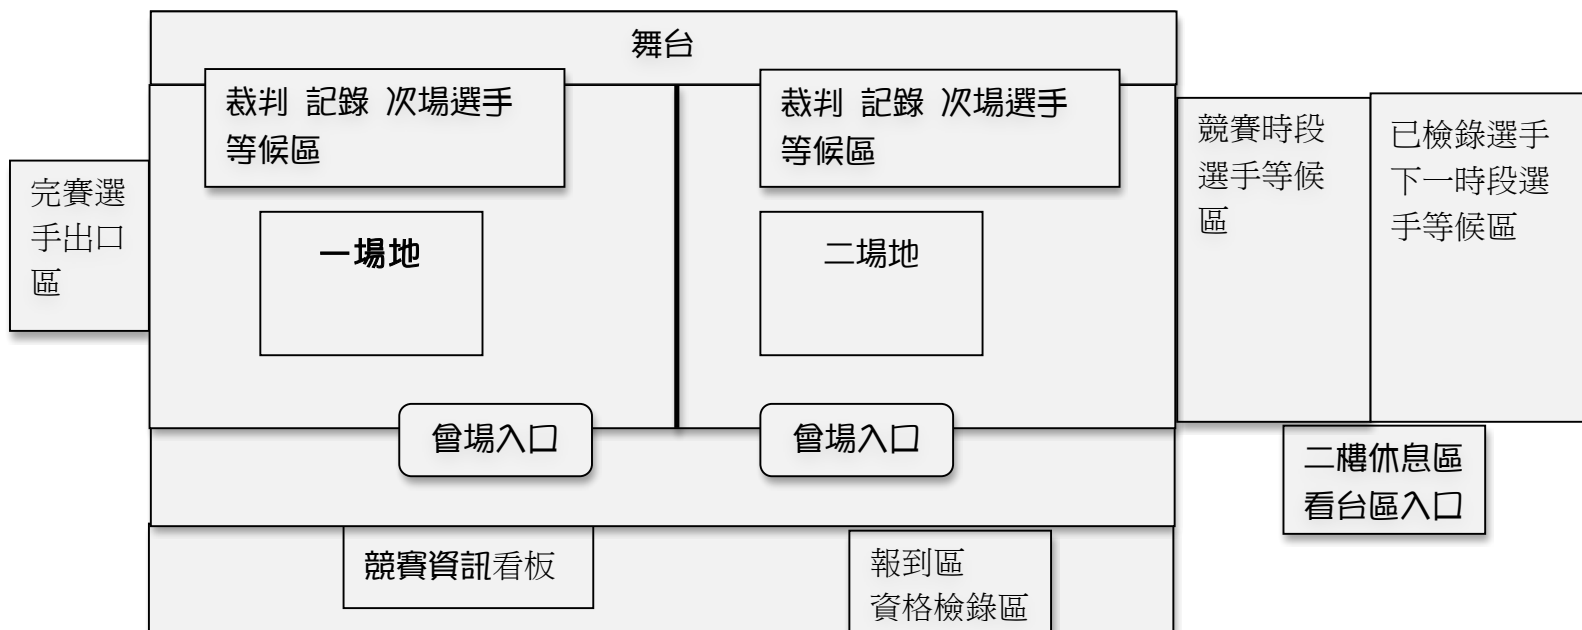 舞台
裁判 記錄 次場選手
等候區
裁判 記錄 次場選手
等候區
競賽時段
選手等候
區
已檢錄選手
下一時段選
手等候區
完賽選
手出口
區
一場地
二場地
會場入口
會場入口
二樓休息區
看台區入口
競賽資訊看板
報到區
資格檢錄區